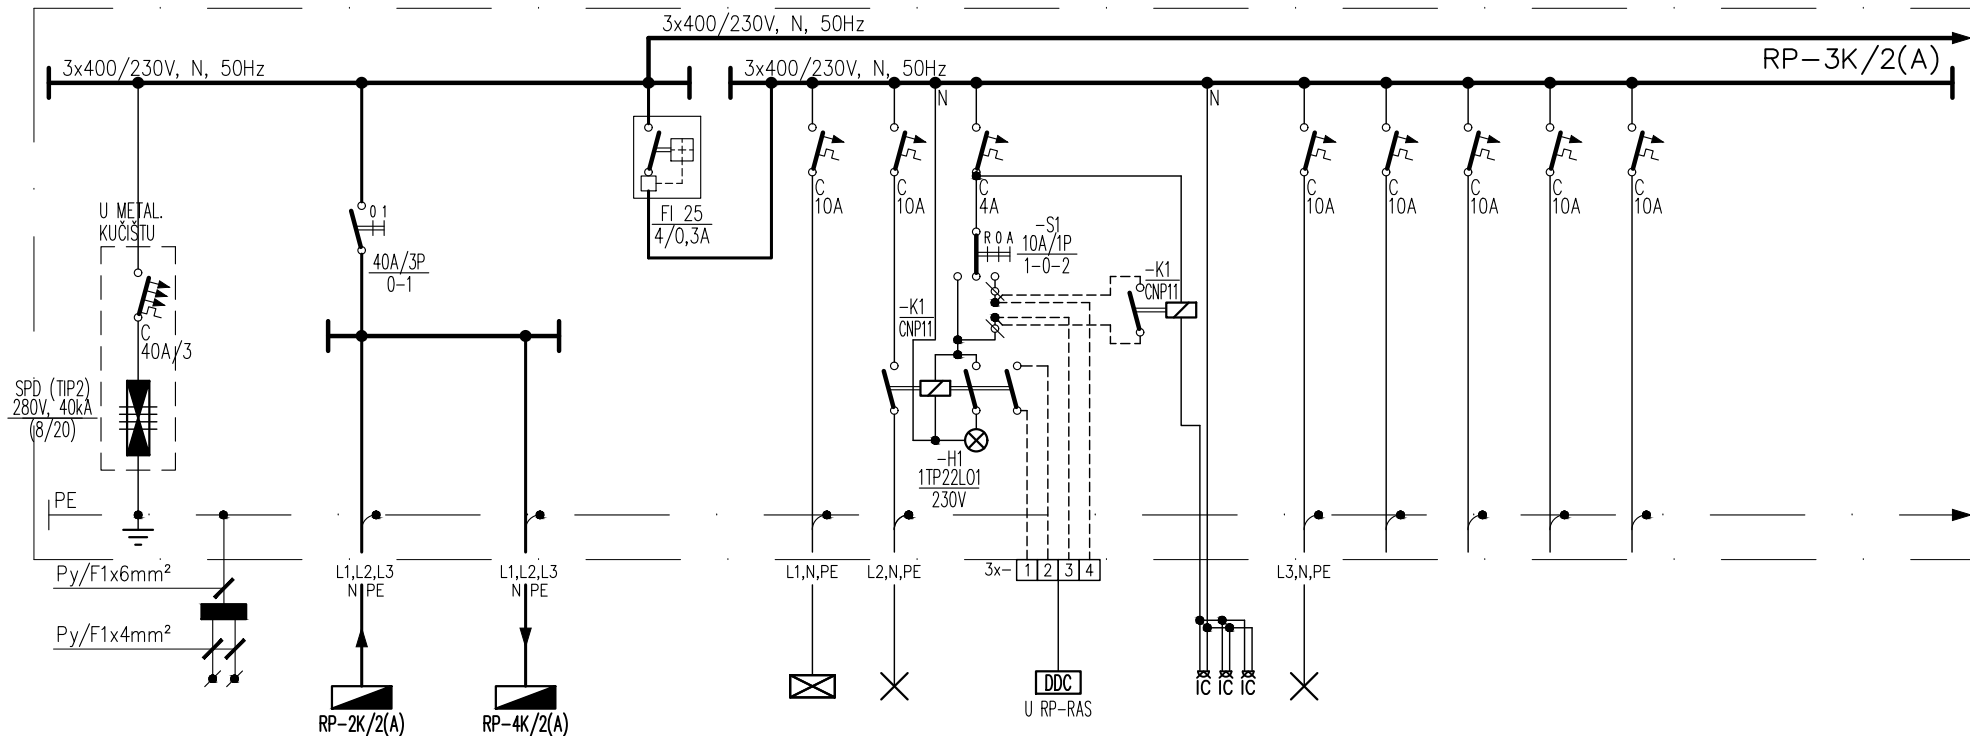 3x400/230V, N, 50Hz
3x400/230V, N, 50Hz
3x400/230V, N, 50Hz
RP-3K/2(A)
N
N
U METAL.
KUČIŠTU
C
40A/3
SPD (TIP2)
280V, 40kA
(8/20)
0 1
40A/3P
0-1
FI 25
4/0,3A
C
10A
C
10A
C
4A
C
10A
C
10A
C
10A
C
10A
C
10A
R 0 A
-S1
10A/1P
1-0-2
-K1
CNP11
-K1
CNP11
-H1
1TP22L01
230V
PE
Py/F1x6mm²
Py/F1x4mm²
L1,L2,L3
N PE
L1,L2,L3
N PE
L1,N,PE
L2,N,PE
3x-
1 2 3 4
L3,N,PE
DDC
U RP-RAS
IC IC IC
RP-2K/2(A)
RP-4K/2(A)